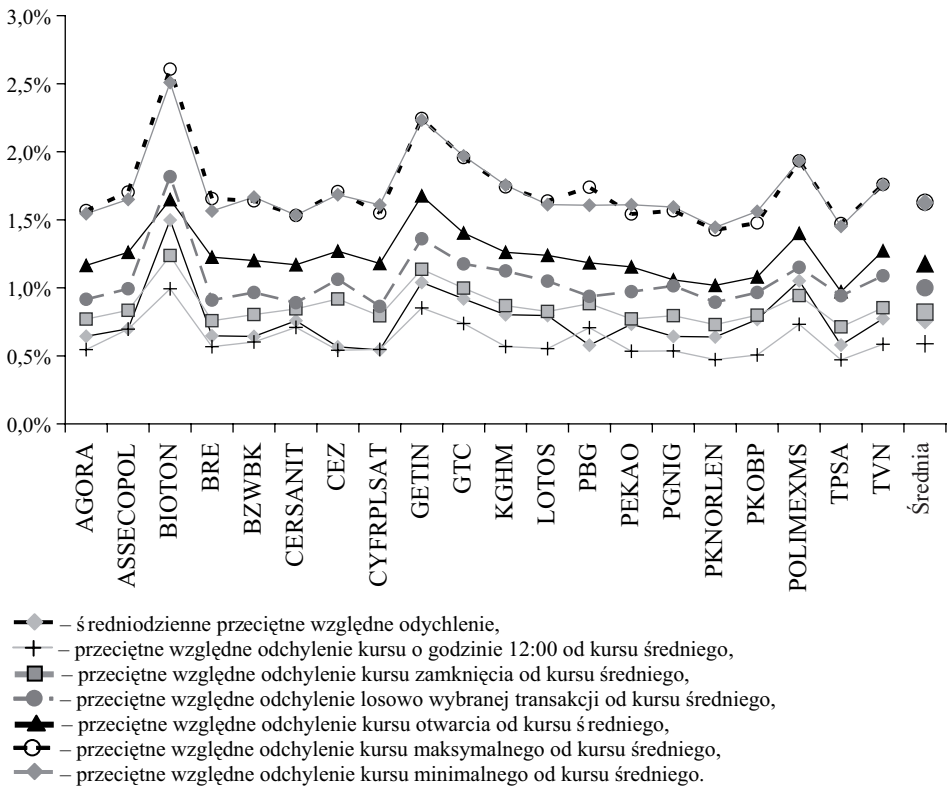 3,0%
2,5%
2,0%
1,5%
1,0%
0,5%
0,0%
AGORA
ASSECOPOL
BIOTON
BRE
BZWBK
CERSANIT
CEZ
CYFRPLSAT
GETIN
GTC
KGHM
LOTOS
PBG
PEKAO
PGNIG
PKNORLEN
PKOBP
POLIMEXMS
TPSA
TVN
Średnia
– średniodzienne przeciętne względne odychlenie,
– przeciętne względne odchylenie kursu o godzinie 12:00 od kursu średniego,
– przeciętne względne odchylenie kursu zamknięcia od kursu średniego,
– przeciętne względne odchylenie losowo wybranej transakcji od kursu średniego,
– przeciętne względne odchylenie kursu otwarcia od kursu średniego,
– przeciętne względne odchylenie kursu maksymalnego od kursu średniego,
– przeciętne względne odchylenie kursu minimalnego od kursu średniego.